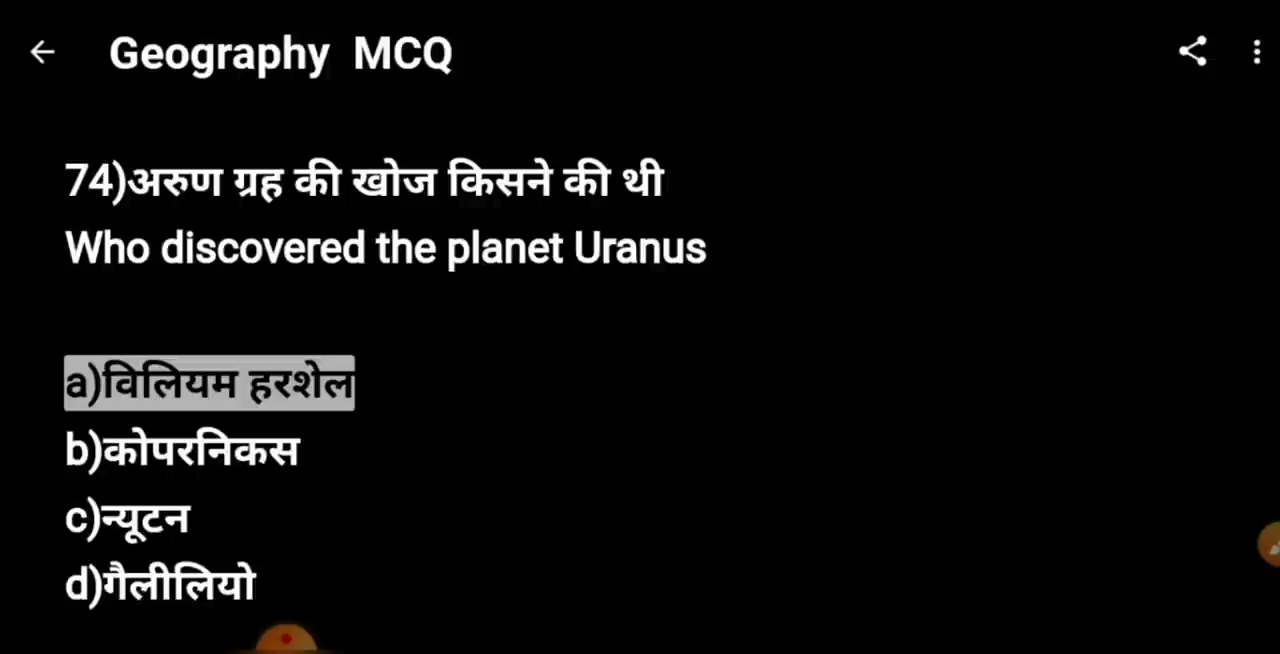 Geography MCQ
74)अरुण ग्रह की खोज किसने की थी
Who discovered the planet Uranus
a)विलियम हरशेल
b)कोपरनिकस
c)न्यूटन
d)गैलीलियो